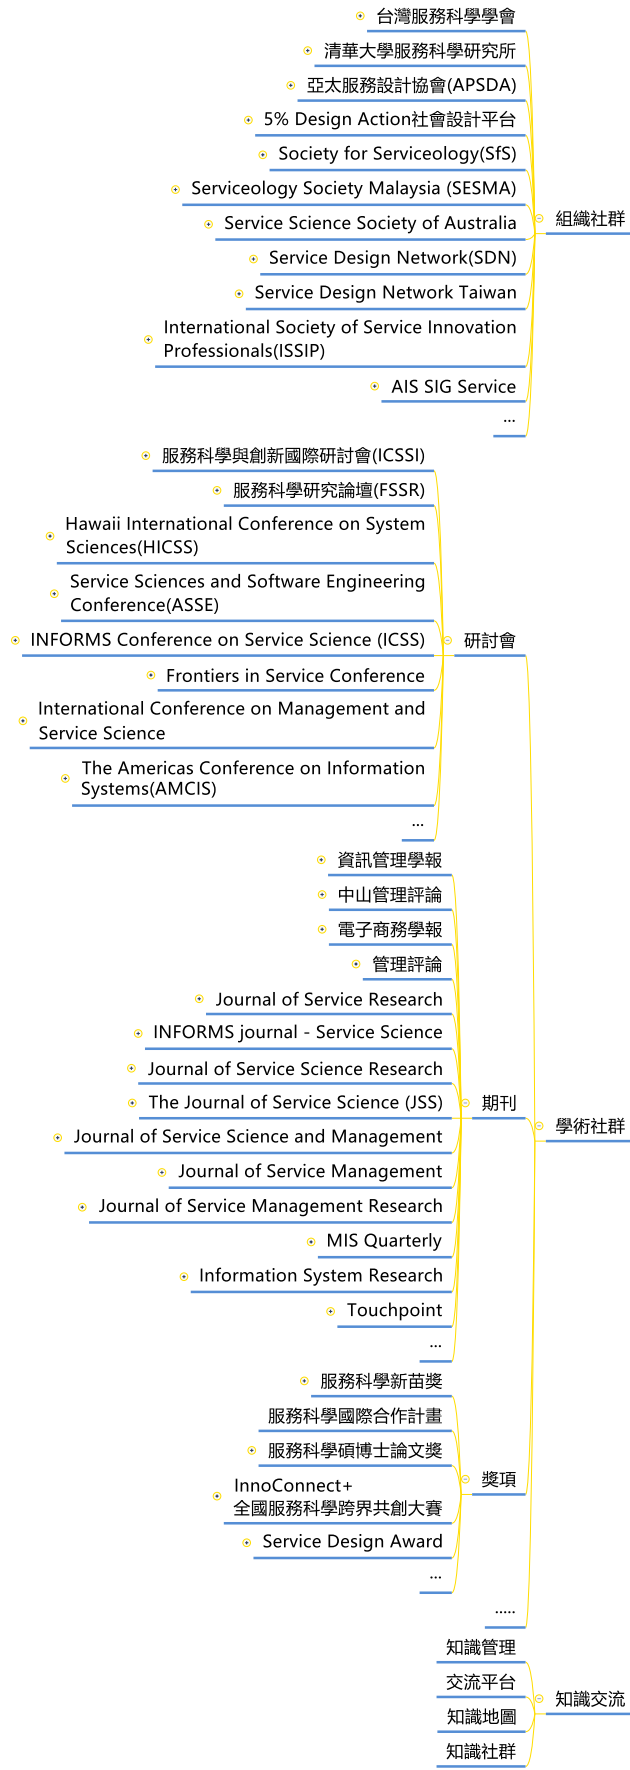 台灣服務科學學會
清華大學服務科學研究所
亞太服務設計協會(APSDA)
5% Design Action社會設計平台
Society for Serviceology(SfS)
Serviceology Society Malaysia (SESMA)
Service Science Society of Australia
組織社群
Service Design Network(SDN)
Service Design Network Taiwan
International Society of Service Innovation
Professionals(ISSIP)
AIS SIG Service
...
服務科學與創新國際研討會(ICSSI)
服務科學研究論壇(FSSR)
Hawaii International Conference on System
Sciences(HICSS)
Service Sciences and Software Engineering
Conference(ASSE)
INFORMS Conference on Service Science (ICSS)
研討會
Frontiers in Service Conference
International Conference on Management and
Service Science
The Americas Conference on Information
Systems(AMCIS)
...
資訊管理學報
中山管理評論
電子商務學報
管理評論
Journal of Service Research
INFORMS journal - Service Science
Journal of Service Science Research
The Journal of Service Science (JSS)
期刊
學術社群
Journal of Service Science and Management
Journal of Service Management
Journal of Service Management Research
MIS Quarterly
Information System Research
Touchpoint
...
服務科學新苗獎
服務科學國際合作計畫
服務科學碩博士論文獎
獎項
InnoConnect+
全國服務科學跨界共創大賽
Service Design Award
...
.....
知識管理
交流平台
知識交流
知識地圖
知識社群